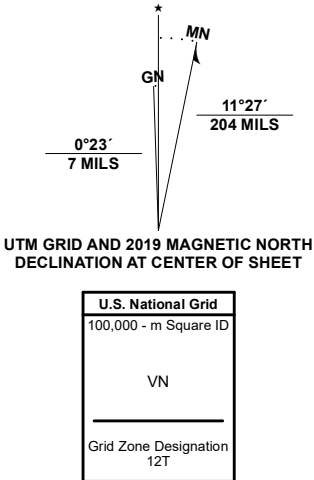 MN
GN
11°27´
204 MILS
0°23´
7 MILS
UTM GRID AND 2019 MAGNETIC NORTH
DECLINATION AT CENTER OF SHEET
U.S. National Grid
100,000 - m Square ID
VN
Grid Zone Designation
12T